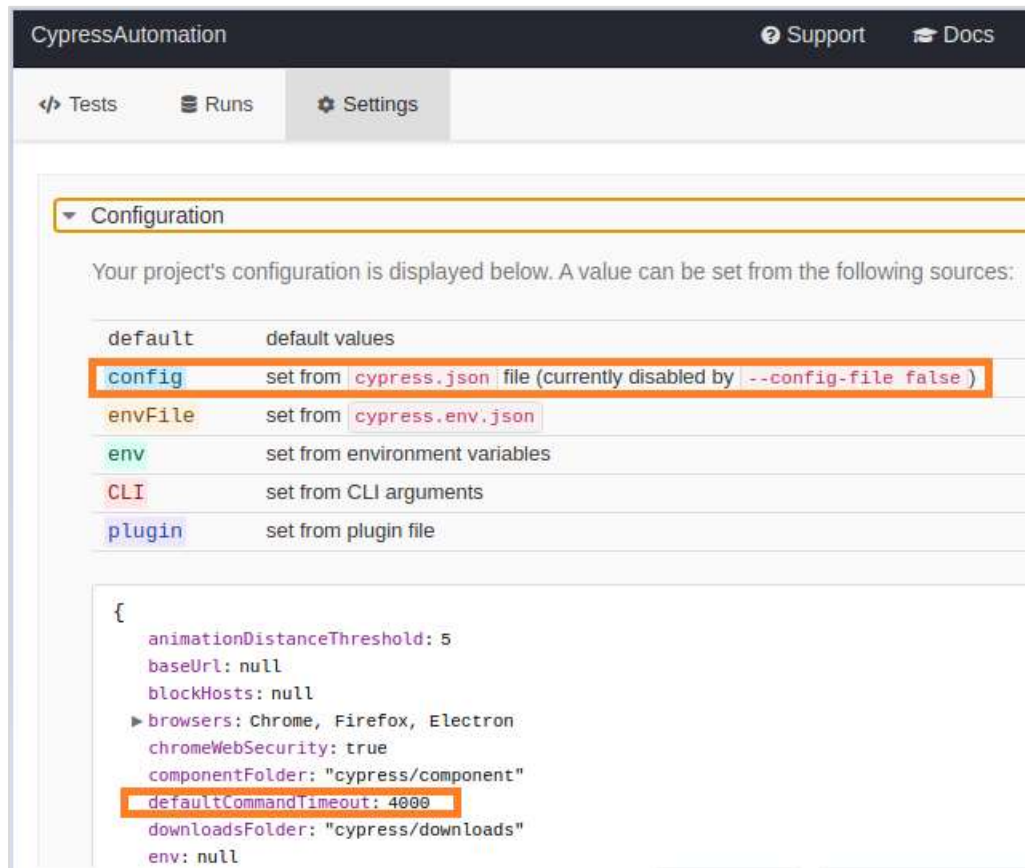 CypressAutomation Support Docs
</> Tests Runs Settings
Configuration
Your project's configuration is displayed below. A value can be set from the following sources:
default default values
config set from cypress.json file (currently disabled by --config-file false)
envFile set from cypress.env.json
env set from environment variables
CLI set from CLI arguments
plugin set from plugin file
{
animationDistanceThreshold: 5
baseUrl: null
blockHosts: null
browsers: Chrome, Firefox, Electron
chromeWebSecurity: true
componentFolder: "cypress/component"
defaultCommandTimeout: 4000
downloadsFolder: "cypress/downloads"
env: null